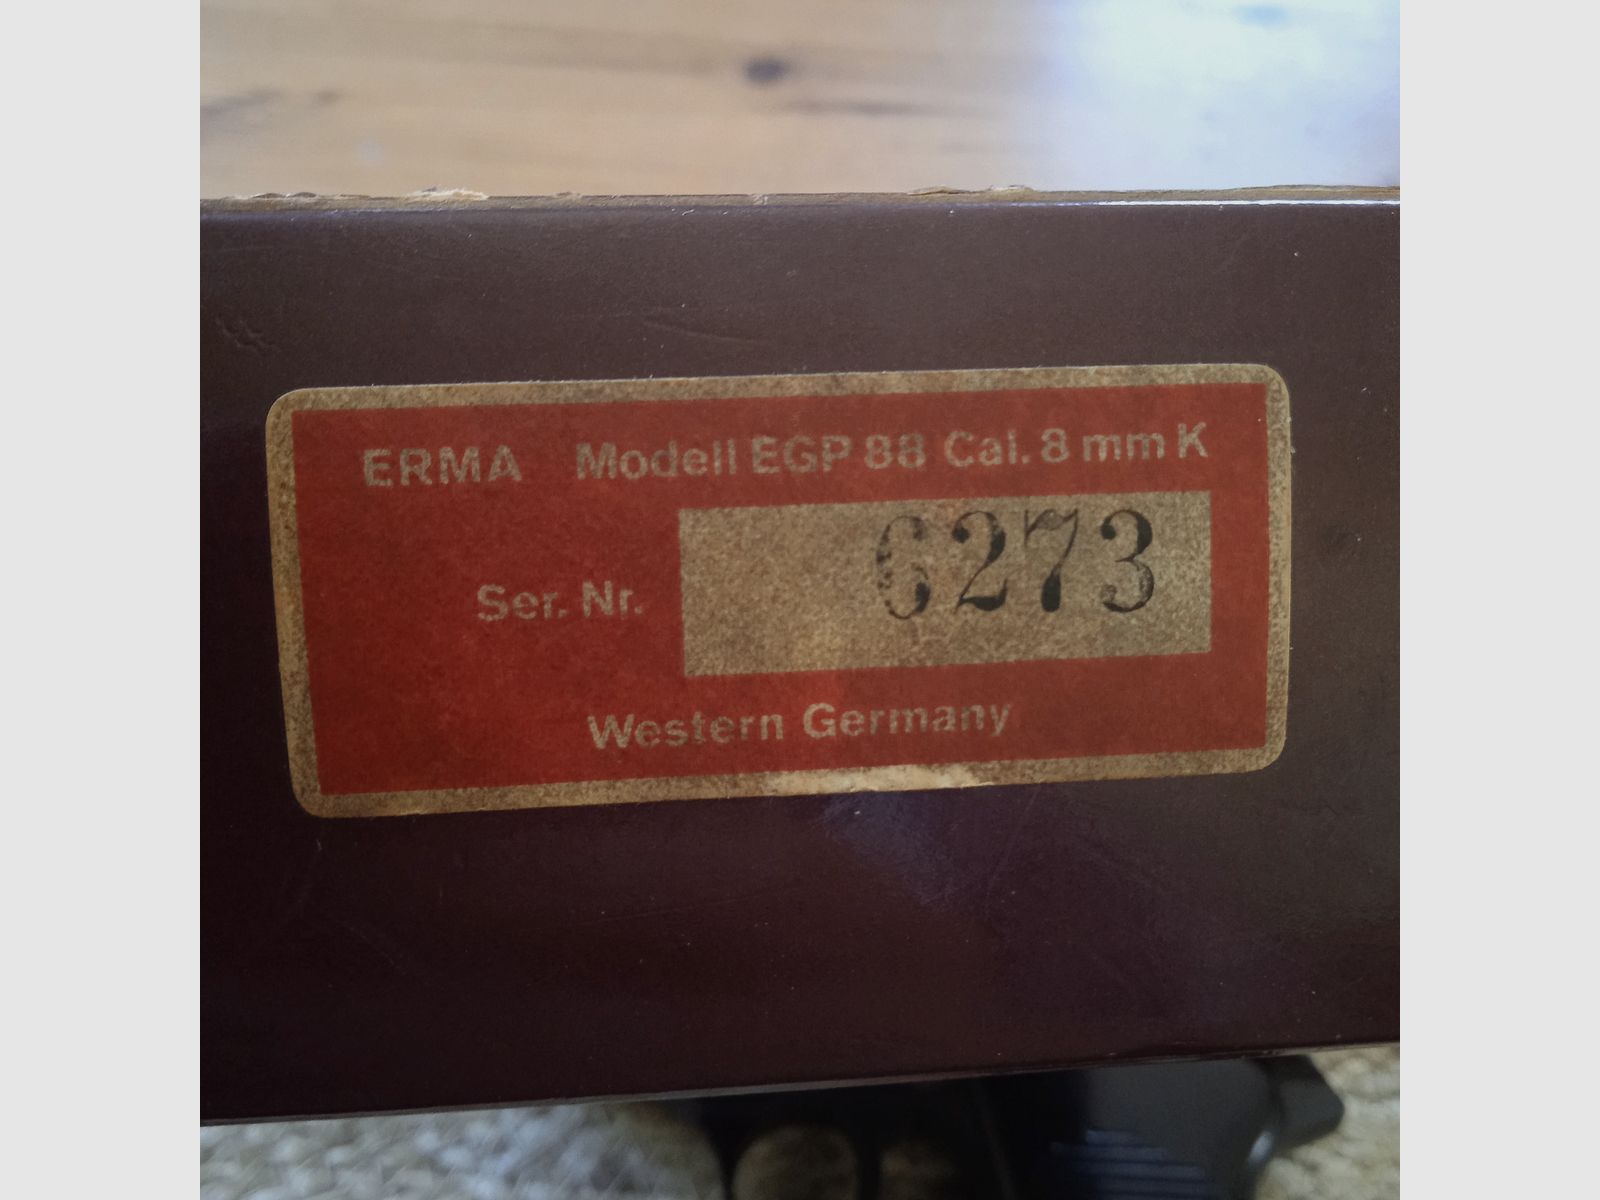 ERMA Modell EGP 88 Cal. 8 mm K
Ser. Nr. 6273
Western Germany